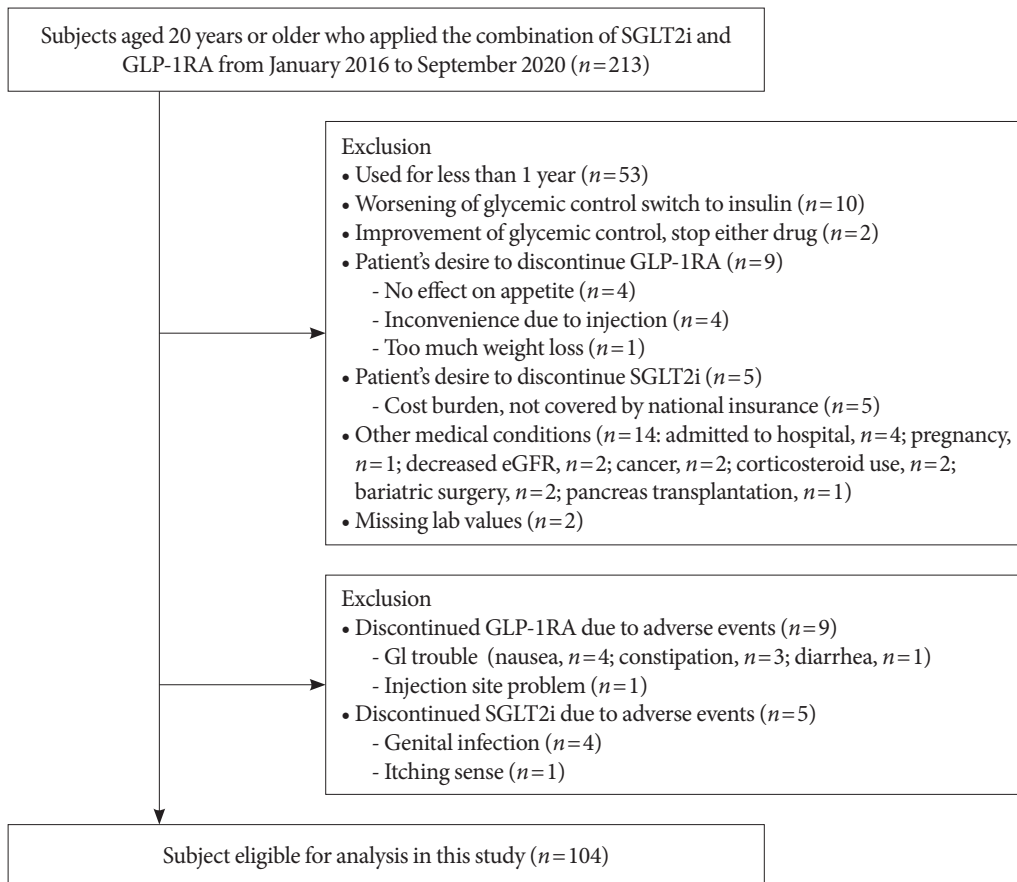 Subjects aged 20 years or older who applied the combination of SGLT2i and
GLP-1RA from January 2016 to September 2020 (n=213)
Exclusion
• Used for less than 1 year (n=53)
• Worsening of glycemic control switch to insulin (n=10)
• Improvement of glycemic control, stop either drug (n=2)
• Patient's desire to discontinue GLP-1RA (n=9)
- No effect on appetite (n=4)
- Inconvenience due to injection (n=4)
- Too much weight loss (n=1)
• Patient's desire to discontinue SGLT2i (n=5)
- Cost burden, not covered by national insurance (n=5)
• Other medical conditions (n=14: admitted to hospital, n=4; pregnancy,
n=1; decreased eGFR, n=2; cancer, n=2; corticosteroid use, n=2;
bariatric surgery, n=2; pancreas transplantation, n=1)
• Missing lab values (n=2)
Exclusion
• Discontinued GLP-1RA due to adverse events (n=9)
- Gl trouble (nausea, n=4; constipation, n=3; diarrhea, n=1)
- Injection site problem (n=1)
• Discontinued SGLT2i due to adverse events (n=5)
- Genital infection (n=4)
- Itching sense (n=1)
Subject eligible for analysis in this study (n=104)